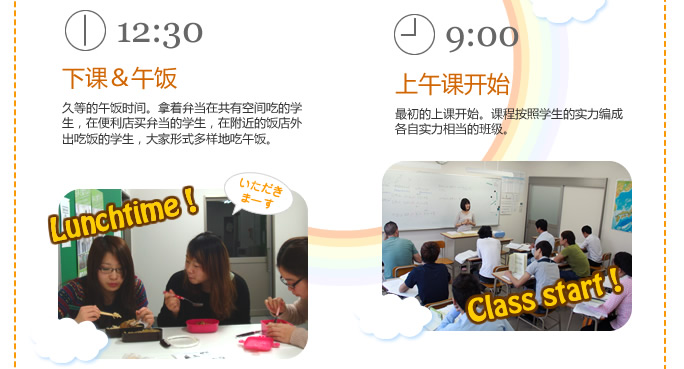 12:30
下课＆午饭
久等的午饭时间。拿着弁当在共有空间吃的学
生，在便利店买弁当的学生，在附近的饭店外
出吃饭的学生，大家形式多样地吃午饭。
Lunchtime！
いただき
まーす
9:00
上午课开始
最初的上课开始。课程按照学生的实力编成
各自实力相当的班级。
Class start！